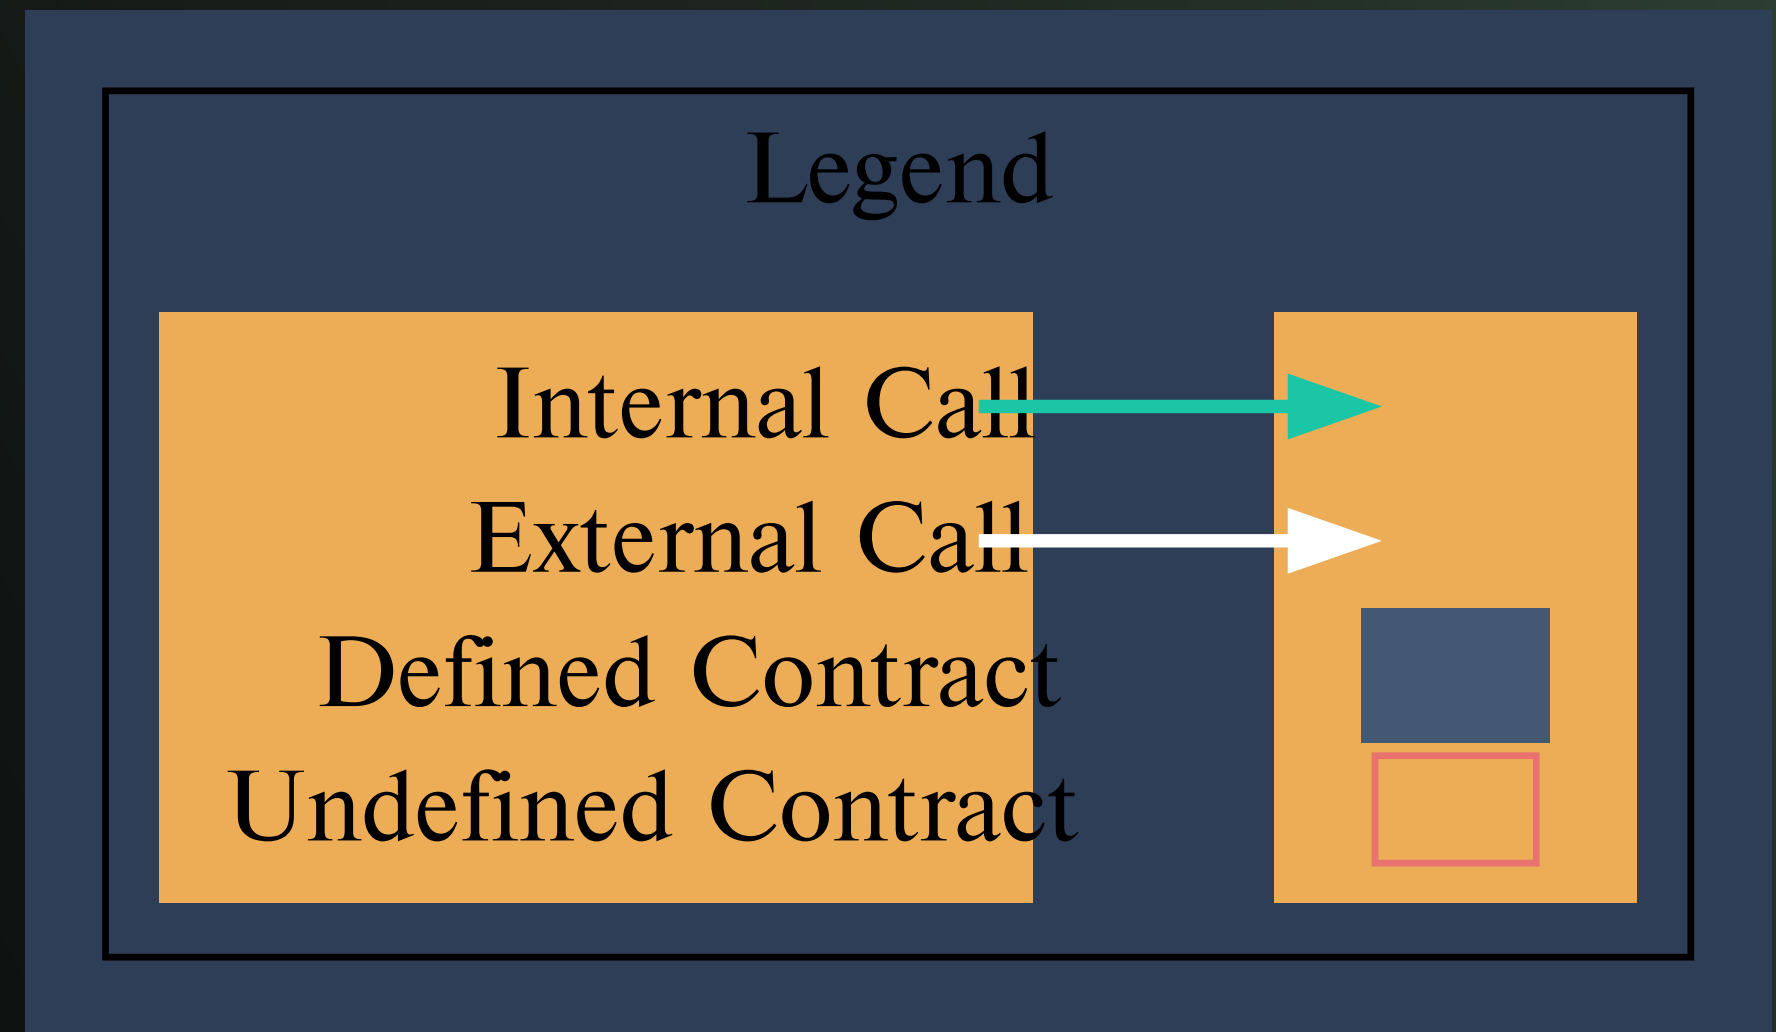 Legend
Internal Call
External Call
Defined Contract
Undefined Contract